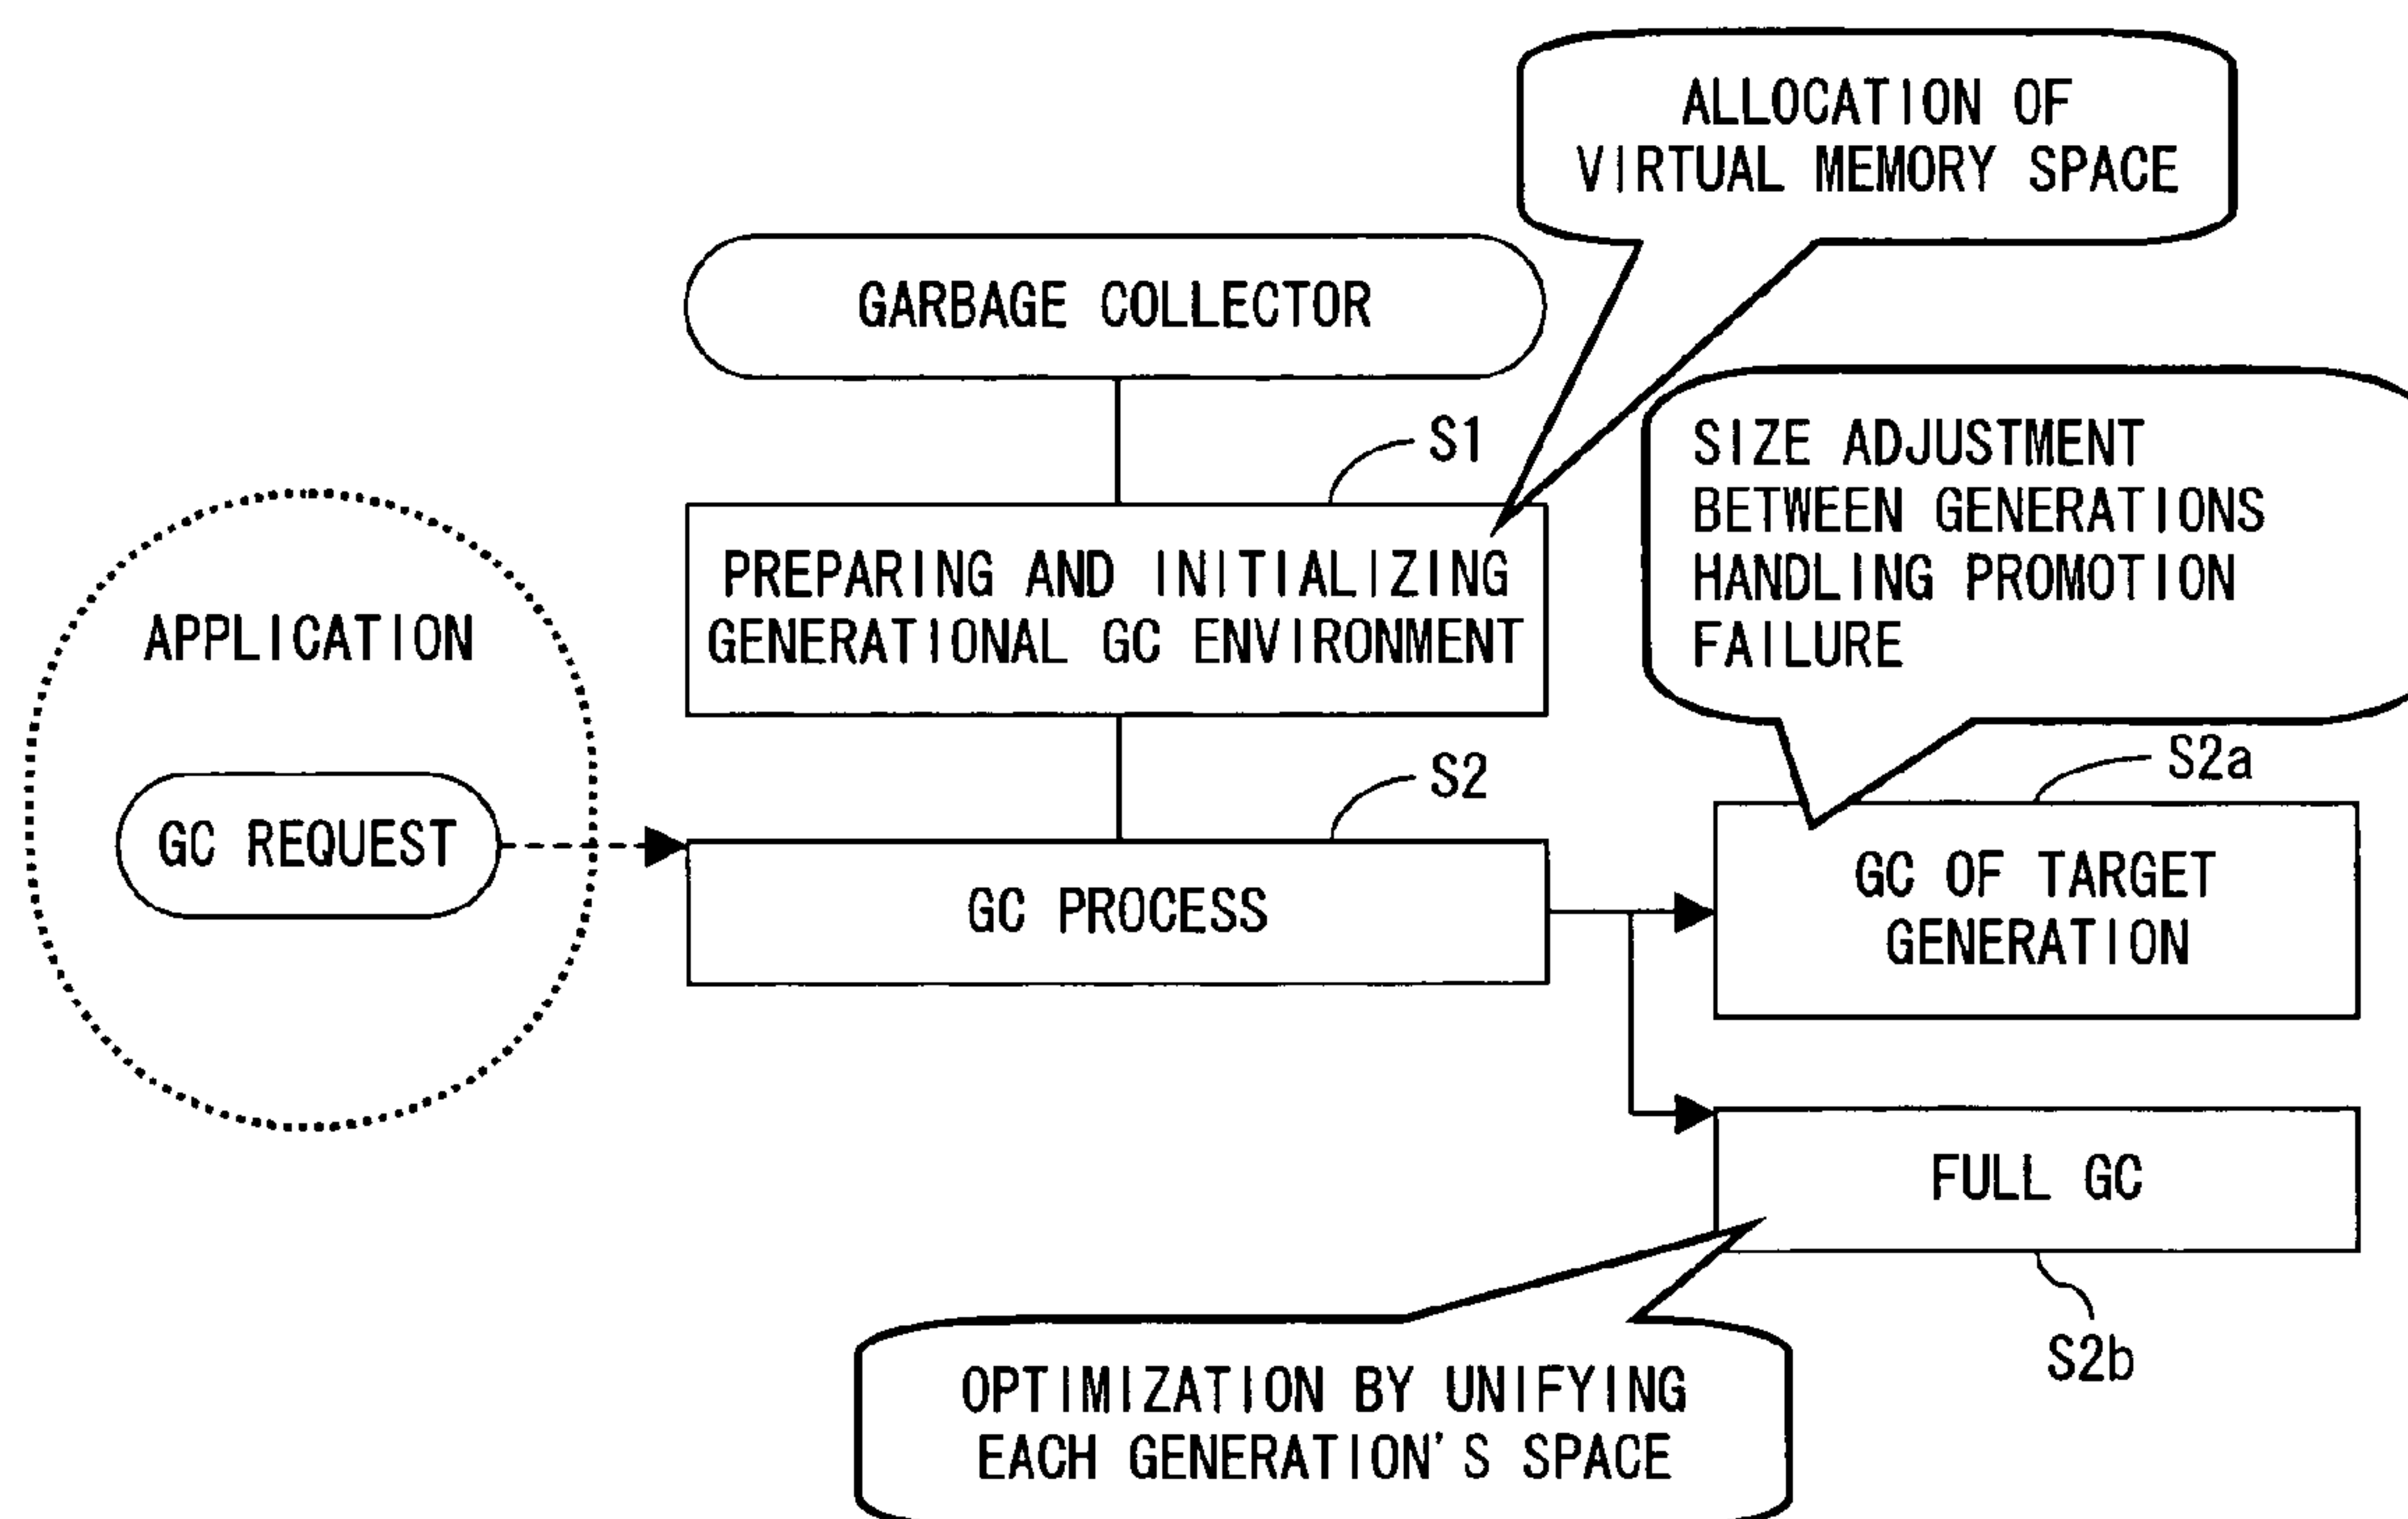 ALLOCATION OF
VIRTUAL MEMORY SPACE
GARBAGE COLLECTOR
S1
SIZE ADJUSTMENT
BETWEEN GENERATIONS
HANDLING PROMOTION
FAILURE
PREPARING AND INITIALIZING
GENERATIONAL GC ENVIRONMENT
APPLICATION
S2
S2a
GC REQUEST
GC PROCESS
GC OF TARGET
GENERATION
FULL GC
S2b
OPTIMIZATION BY UNIFYING
EACH GENERATION'S SPACE